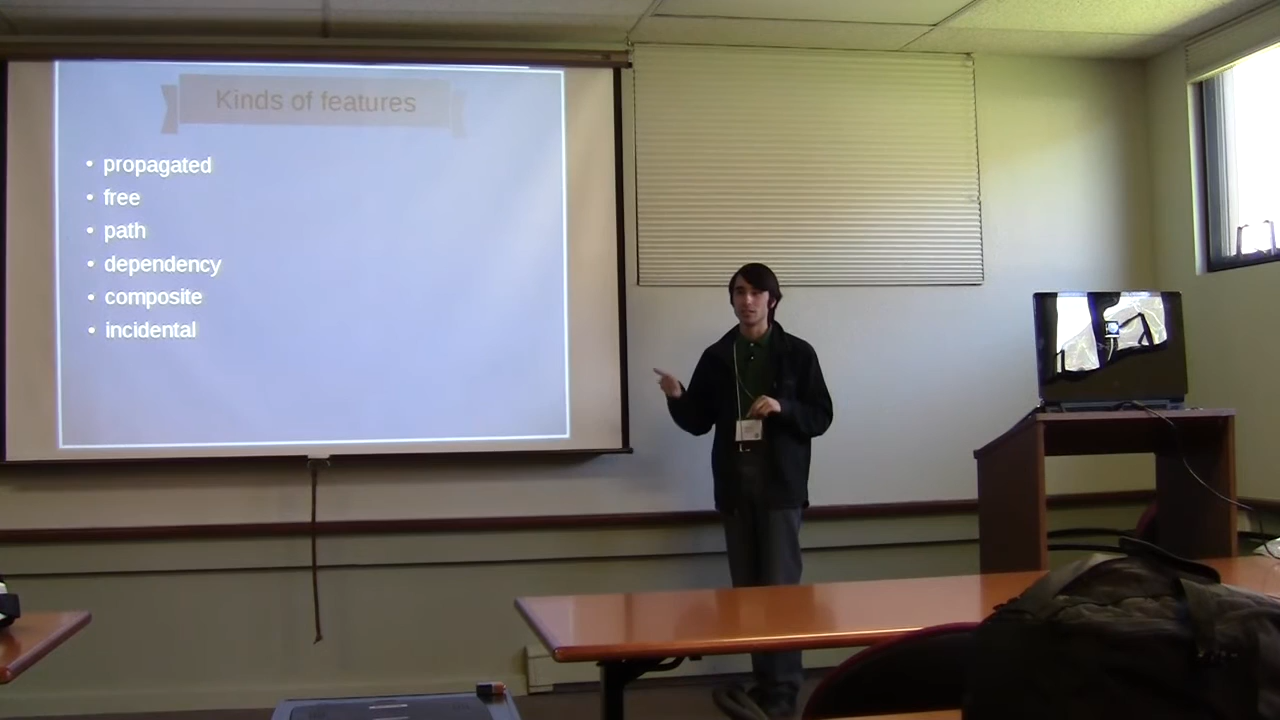 Kinds of features
• propagated
• free
• path
• dependency
• composite
• incidental